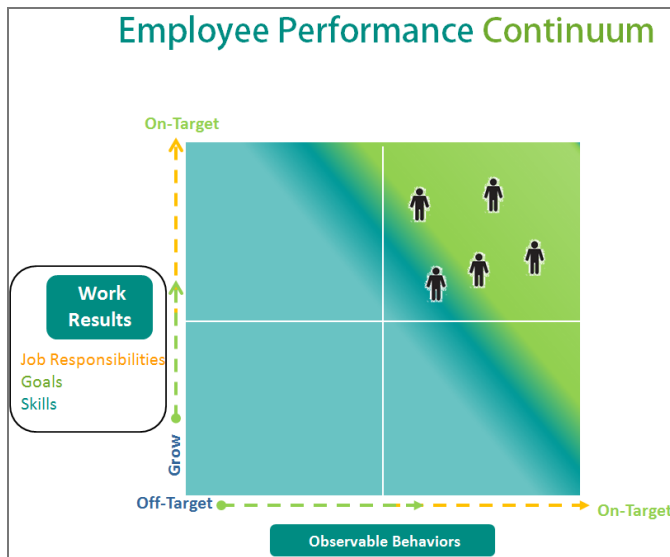 Employee Performance Continuum
On-Target
Work
Results
Job Responsibilities
Goals
Skills
Grow
Off-Target
On-Target
Observable Behaviors